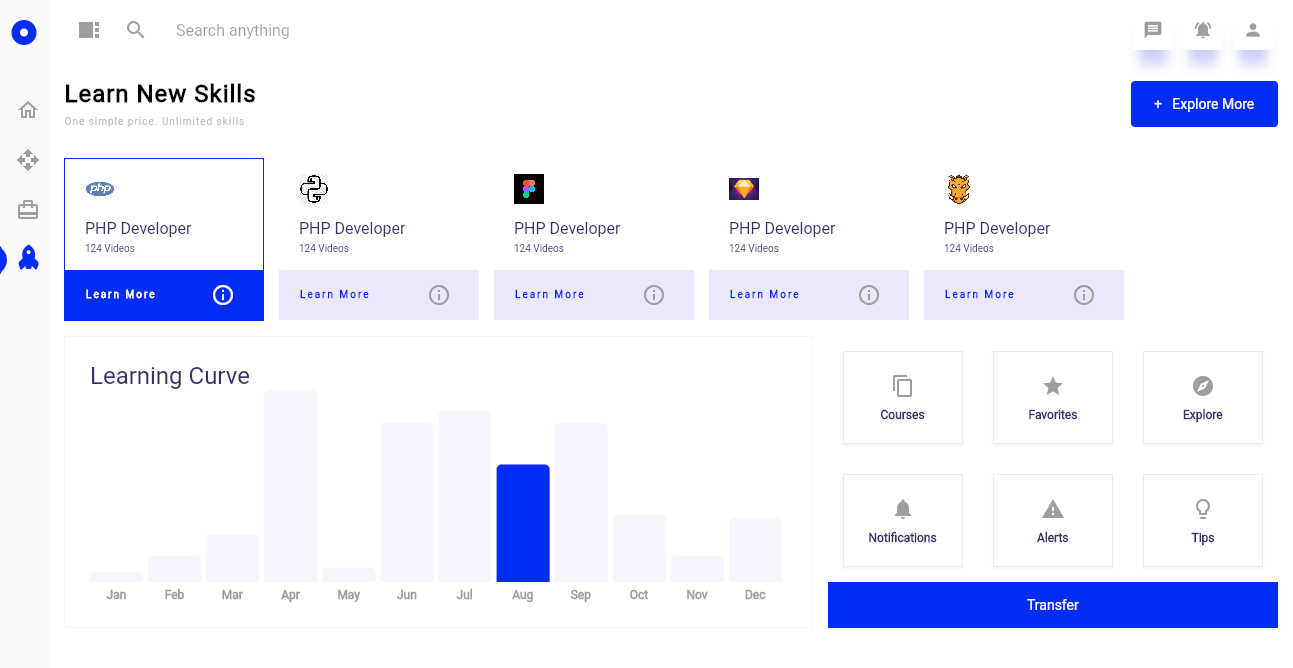 Search anything
Learn New Skills
One simple price. Unlimited skills
+ Explore More
php
PHP Developer
124 Videos
Learn More
PHP Developer
124 Videos
Learn More
PHP Developer
124 Videos
Learn More
PHP Developer
124 Videos
Learn More
PHP Developer
124 Videos
Learn More
Learning Curve
Jan Feb Mar Apr May Jun Jul Aug Sep Oct Nov Dec
Courses
Favorites
Explore
Notifications
Alerts
Tips
Transfer